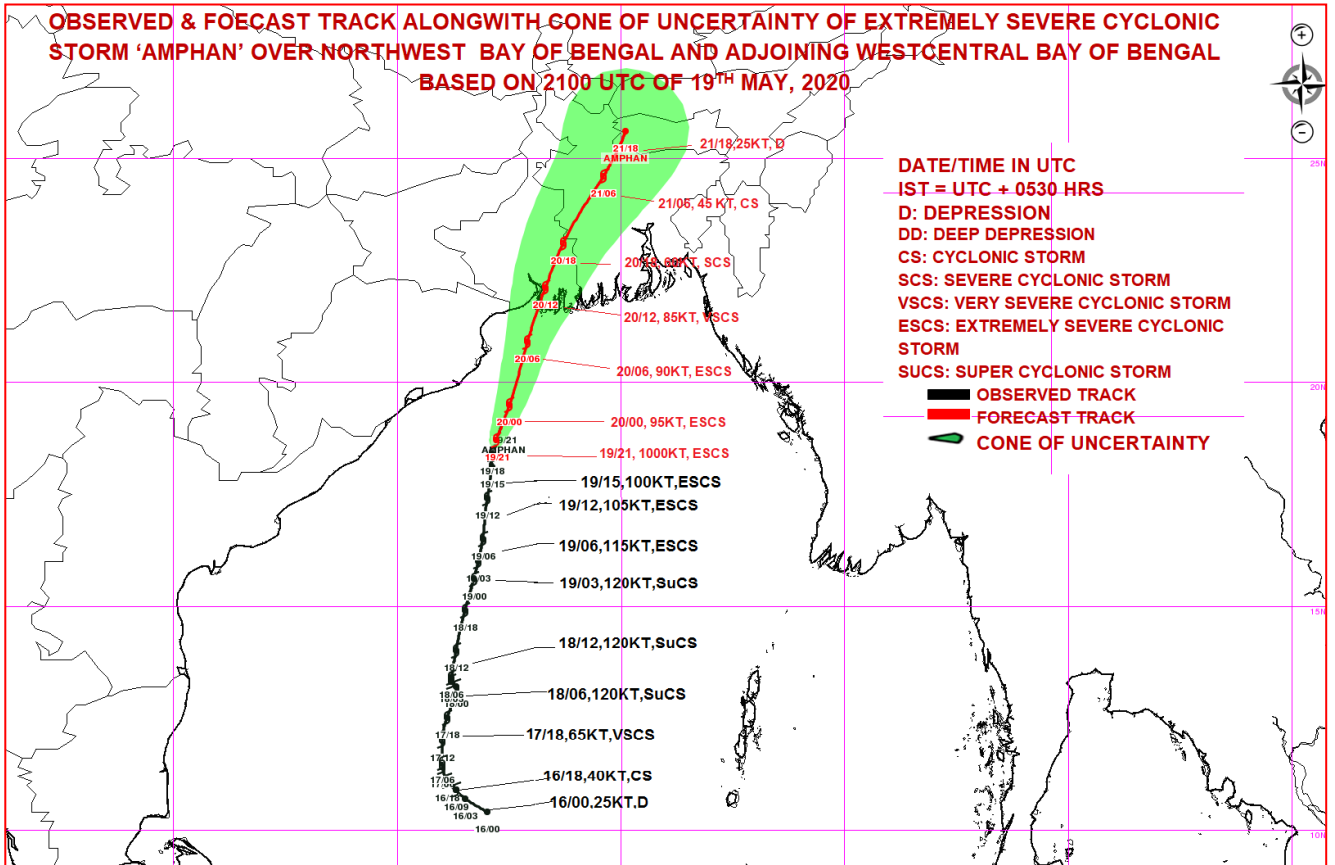 OBSERVED & FOECAST TRACK ALONGWITH CONE OF UNCERTAINTY OF EXTREMELY SEVERE CYCLONIC
STORM ‘AMPHAN’ OVER NORTHWEST BAY OF BENGAL AND ADJOINING WESTCENTRAL BAY OF BENGAL
BASED ON 2100 UTC OF 19TH MAY, 2020
DATE/TIME IN UTC
IST = UTC + 0530 HRS
D: DEPRESSION
DD: DEEP DEPRESSION
CS: CYCLONIC STORM
SCS: SEVERE CYCLONIC STORM
VSCS: VERY SEVERE CYCLONIC STORM
ESCS: EXTREMELY SEVERE CYCLONIC
STORM
SUCS: SUPER CYCLONIC STORM
OBSERVED TRACK
FORECAST TRACK
CONE OF UNCERTAINTY
21/18,25KT, D
21/18
AMPHAN
25N
21/06
21/06, 45 KT, CS
20/18
SCS
20/12
20/12, 85KT, VSCS
20/06
20/06, 90KT, ESCS
20N
20/00
20/00, 95KT, ESCS
AMPHAN
19/21
19/21, 1000KT, ESCS
19/18
19/15
19/15,100KT,ESCS
19/12,105KT,ESCS
19/12
19/06,115KT,ESCS
19/06
19/03,120KT,SuCS
19/00
15N
18/18
18/12,120KT,SuCS
18/12
18/06,120KT,SuCS
18/06
18/00
17/18
17/18,65KT,VSCS
17/12
16/18,40KT,CS
17/06
16/18
16/00,25KT,D
16/09
16/03
16/00
10N